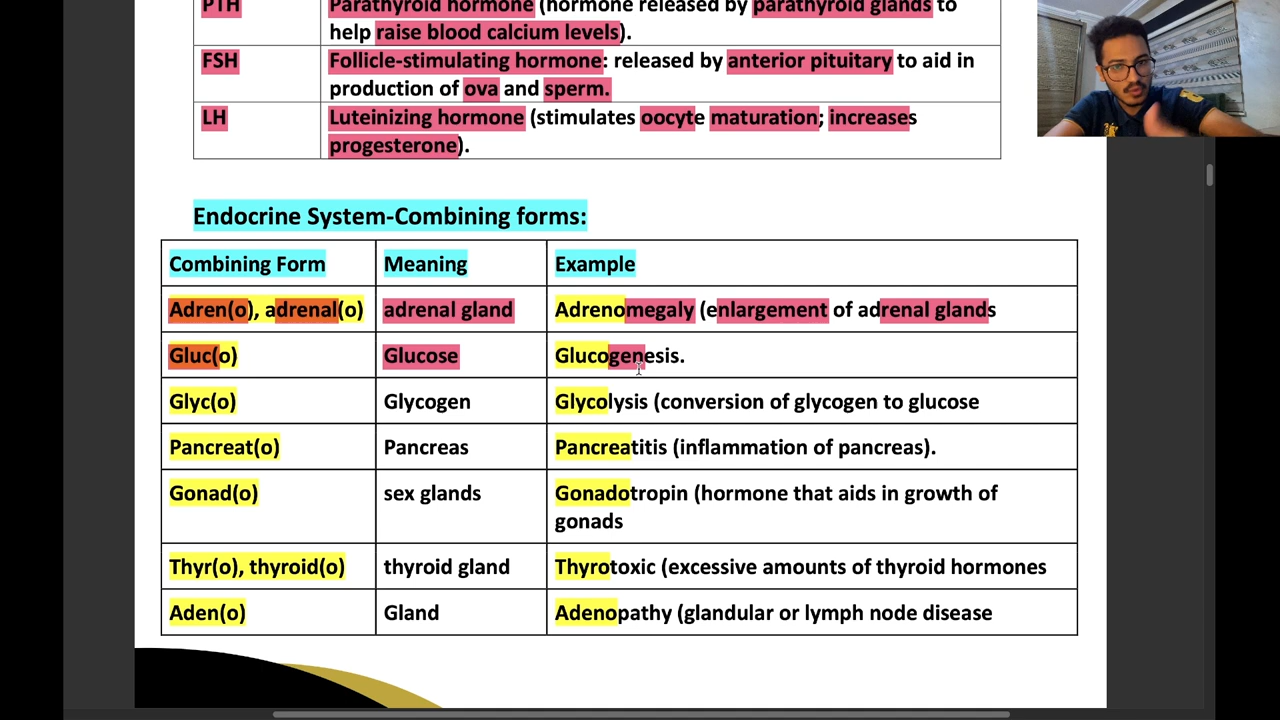 PTH
Parathyroid hormone (hormone released by parathyroid glands to
help raise blood calcium levels).
FSH
Follicle-stimulating hormone: released by anterior pituitary to aid in
production of ova and sperm.
LH
Luteinizing hormone (stimulates oocyte maturation; increases
progesterone).
Endocrine System-Combining forms:
Combining Form
Meaning
Example
Adren(o), adrenal(o)
adrenal gland
Adrenomegaly (enlargement of adrenal glands
Gluc(o)
Glucose
Glucogenesis.
Glyc(o)
Glycogen
Glycolysis (conversion of glycogen to glucose
Pancreat(o)
Pancreas
Pancreatitis (inflammation of pancreas).
Gonad(o)
sex glands
Gonadotropin (hormone that aids in growth of
gonads
Thyr(o), thyroid(o)
thyroid gland
Thyrotoxic (excessive amounts of thyroid hormones
Aden(o)
Gland
Adenopathy (glandular or lymph node disease